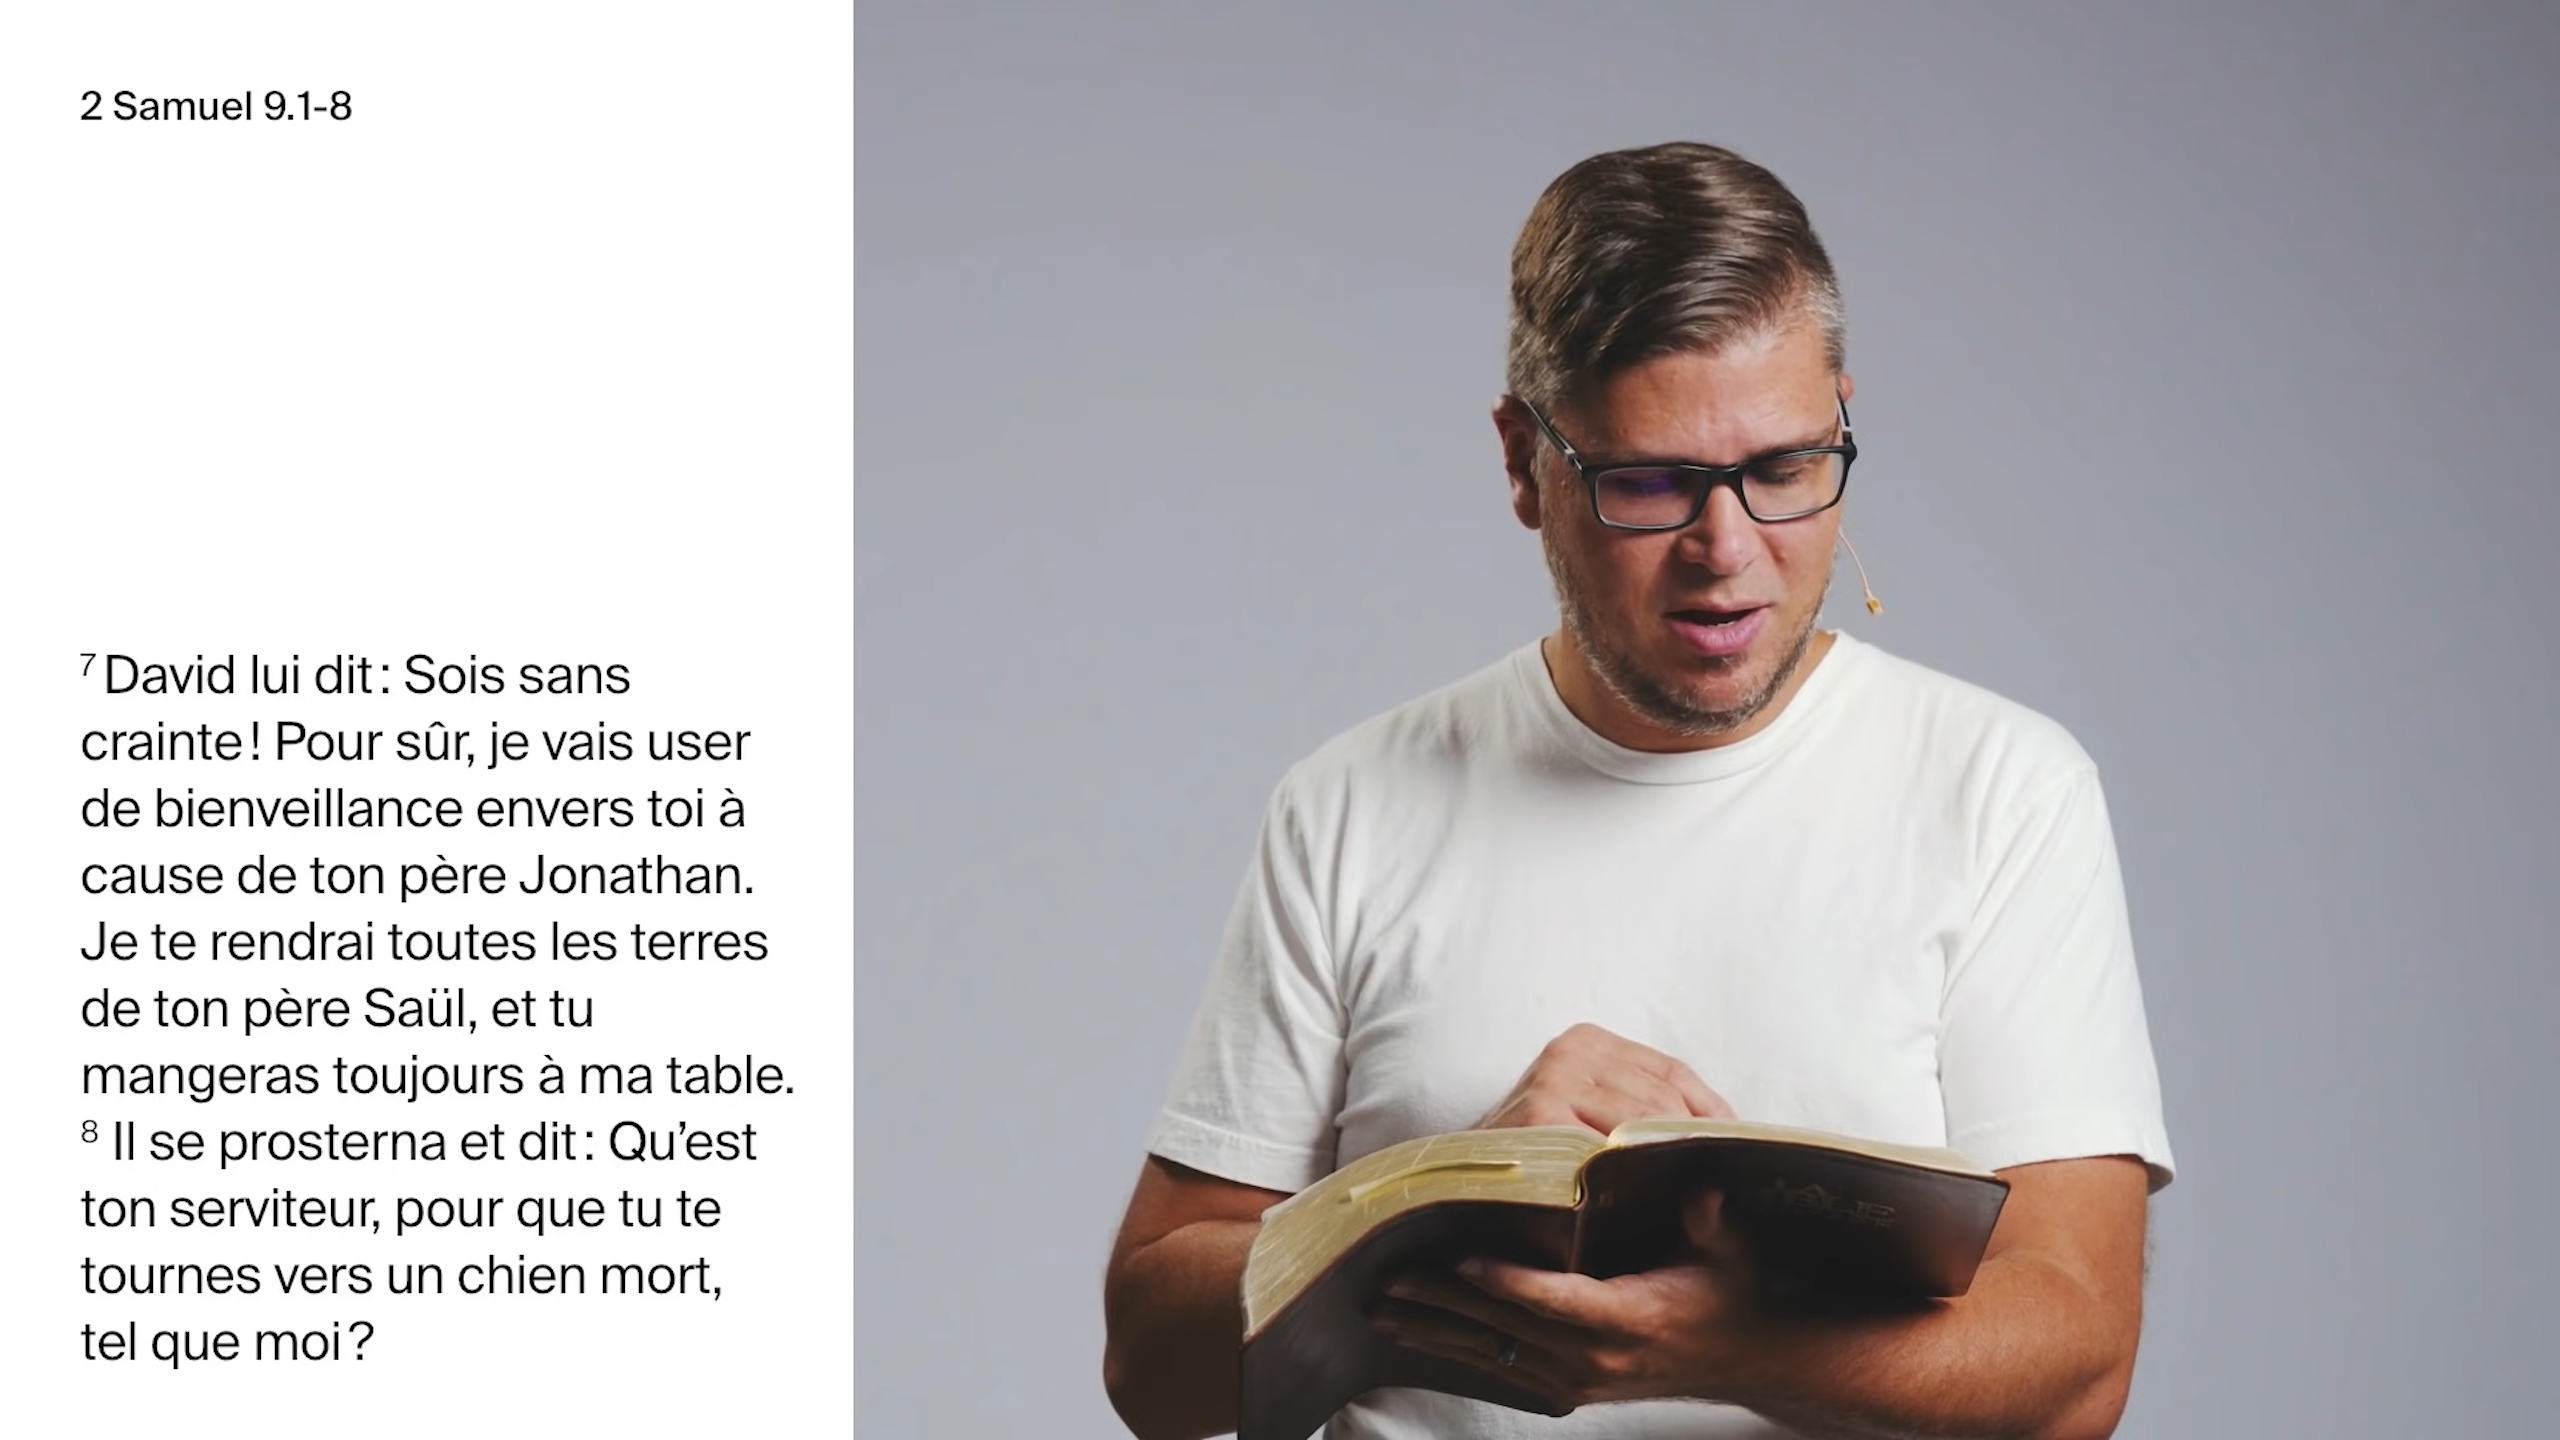 2 Samuel 9.1-8
⁷ David lui dit : Sois sans
crainte ! Pour sûr, je vais user
de bienveillance envers toi à
cause de ton père Jonathan.
Je te rendrai toutes les terres
de ton père Saül, et tu
mangeras toujours à ma table.
⁸ Il se prosterna et dit : Qu’est
ton serviteur, pour que tu te
tournes vers un chien mort,
tel que moi ?